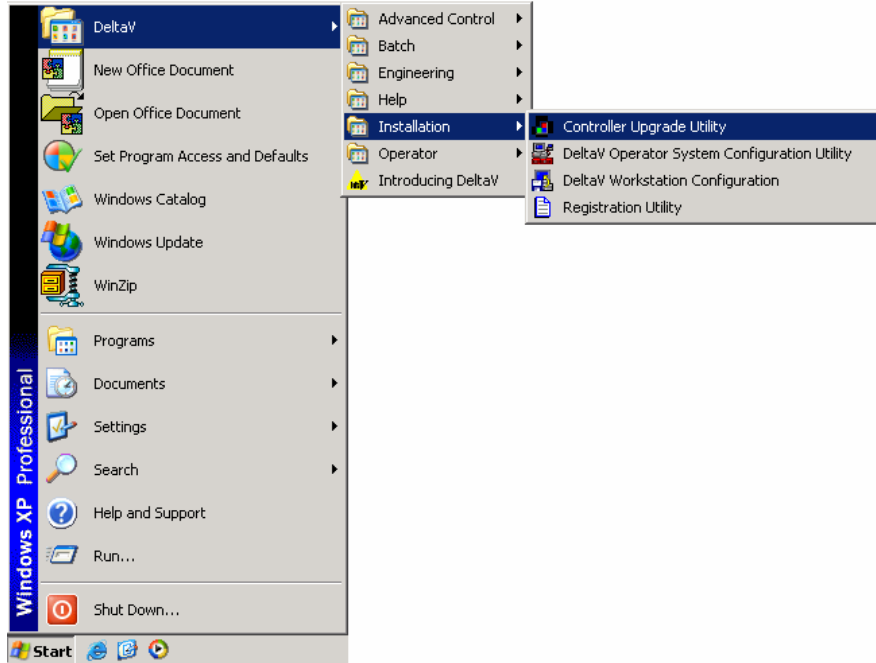 DeltaV
New Office Document
Open Office Document
Set Program Access and Defaults
Windows Catalog
Windows Update
WinZip
Programs
Documents
Settings
Search
Help and Support
Run...
Shut Down...
Windows XP Professional
Start
Advanced Control
Batch
Engineering
Help
Installation
Operator
Introducing DeltaV
Controller Upgrade Utility
DeltaV Operator System Configuration Utility
DeltaV Workstation Configuration
Registration Utility